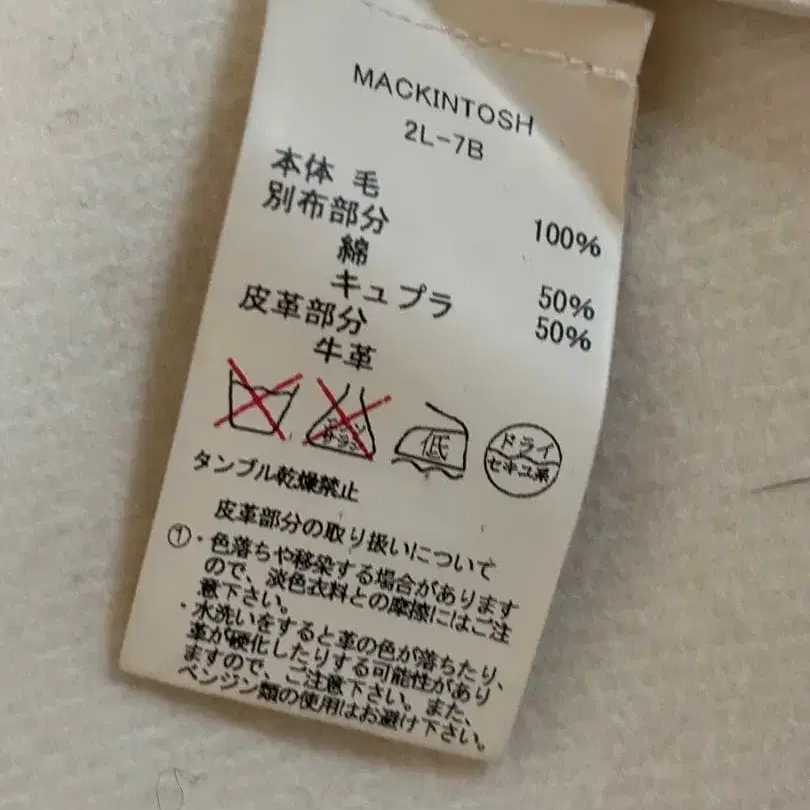 MACKINTOSH
2L-7B
本体 毛 100%
別布部分
綿 50%
キュプラ 50%
皮革部分
牛革
エンソ
サラシ
低
ドライ
セキユ系
タンブル乾燥禁止
皮革部分の取り扱いについて
①・色落ちや移染する場合があります
ので、淡色衣料との摩擦にはご注
意下さい。
・水洗いをすると革の色が落ちたり、
革が硬化したりする可能性があり
ますので、ご注意下さい。また、
ベンジン類の使用はお避け下さい。